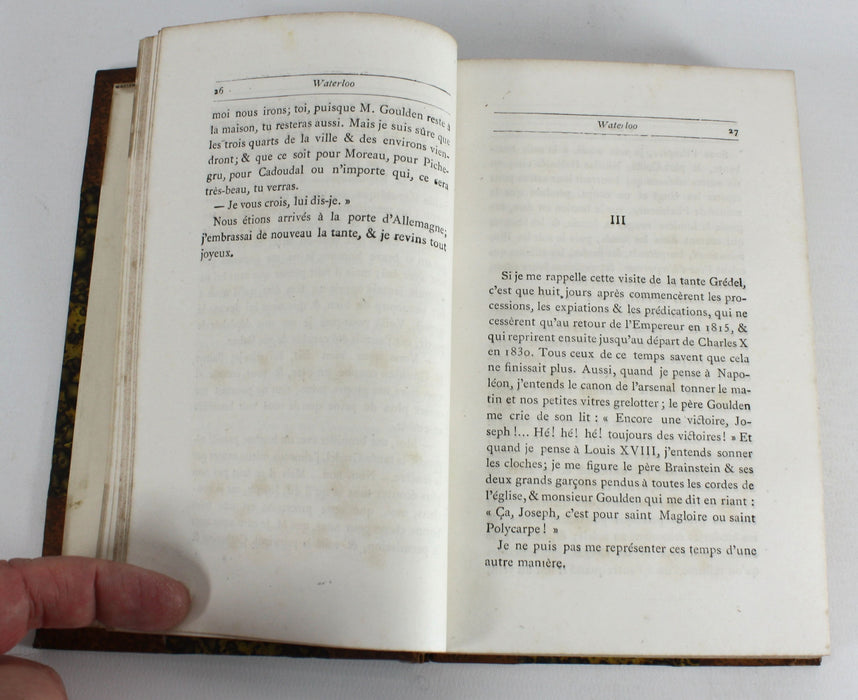 26
Waterloo
moi nous irons; toi, puisque M. Goulden reste à
la maison, tu resteras aussi. Mais je suis sûre que
les trois quarts de la ville & des environs vien-
dront; & que ce soit pour Moreau, pour Piche-
gru, pour Cadoudal ou n'importe qui, ce sera
très-beau, tu verras.
— Je vous crois, lui dis-je. »
Nous étions arrivés à la porte d'Allemagne;
j'embrassai de nouveau la tante, & je revins tout
joyeux.
Waterloo
27
III
Si je me rappelle cette visite de la tante Grédel,
c'est que huit jours après commencèrent les pro-
cessions, les expiations & les prédications, qui ne
cessèrent qu'au retour de l'Empereur en 1815, &
qui reprirent ensuite jusqu'au départ de Charles X
en 1830. Tous ceux de ce temps savent que cela
ne finissait plus. Aussi, quand je pense à Napo-
léon, j'entends le canon de l'arsenal tonner le ma-
tin et nos petites vitres grelotter; le père Goulden
me crie de son lit : « Encore une victoire, Jo-
seph!... Hé! hé! hé! toujours des victoires! » Et
quand je pense à Louis XVIII, j'entends sonner
les cloches; je me figure le père Brainstein & ses
deux grands garçons pendus à toutes les cordes de
l'église, & monsieur Goulden qui me dit en riant :
« Ça, Joseph, c'est pour saint Magloire ou saint
Polycarpe! »
Je ne puis pas me représenter ces temps d'une
autre manière.